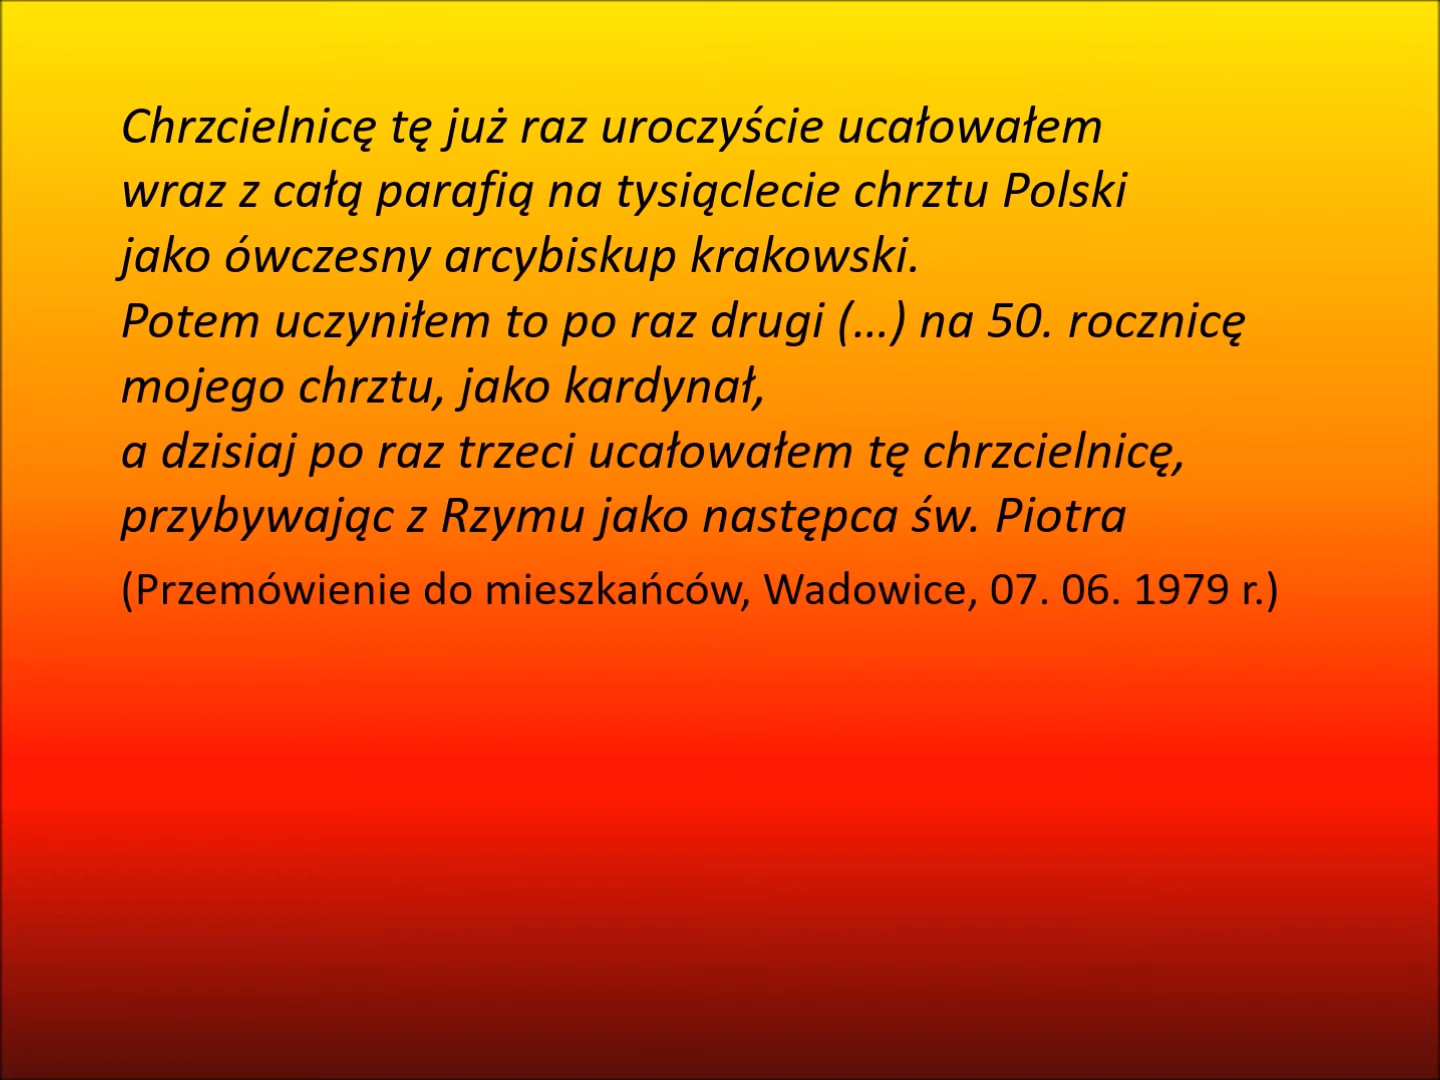 Chrzcielnicę tę już raz uroczyście ucałowałem
wraz z całą parafią na tysiąclecie chrztu Polski
jako ówczesny arcybiskup krakowski.
Potem uczyniłem to po raz drugi (…) na 50. rocznicę
mojego chrztu, jako kardynał,
a dzisiaj po raz trzeci ucałowałem tę chrzcielnicę,
przybywając z Rzymu jako następca św. Piotra
(Przemówienie do mieszkańców, Wadowice, 07. 06. 1979 r.)